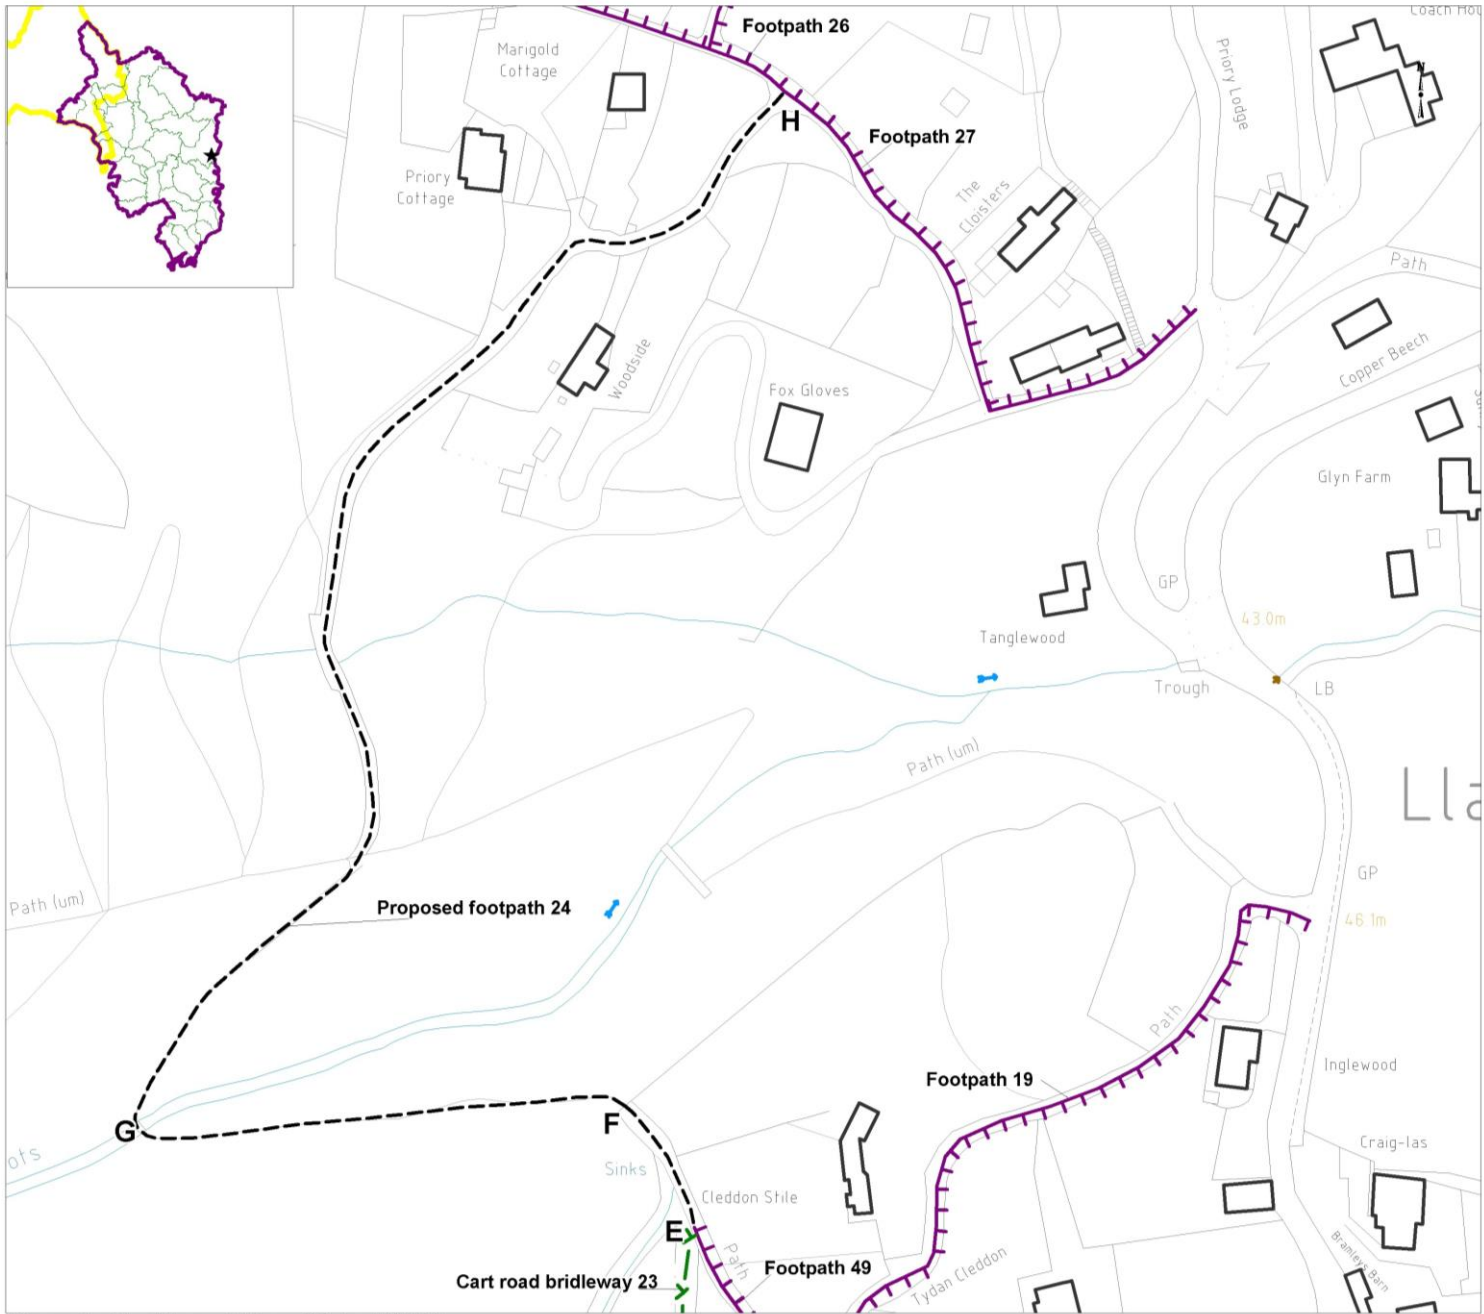 Footpath 26
Coach Hou
Marigold
Cottage
Priory Lodge
N
H
Footpath 27
Priory
Cottage
The
Cloisters
Path
Woodside
Fox Gloves
Copper Beech
Glyn Farm
GP
43.0m
Tanglewood
Trough
LB
Path (um)
Lla
GP
Path (um)
Proposed footpath 24
46.1m
Path
Inglewood
Footpath 19
G
F
ots
Sinks
Craig-las
Cleddon Stile
E
Path
Footpath 49
Cart road bridleway 23
Tydan Cleddon
Bramleys Barn